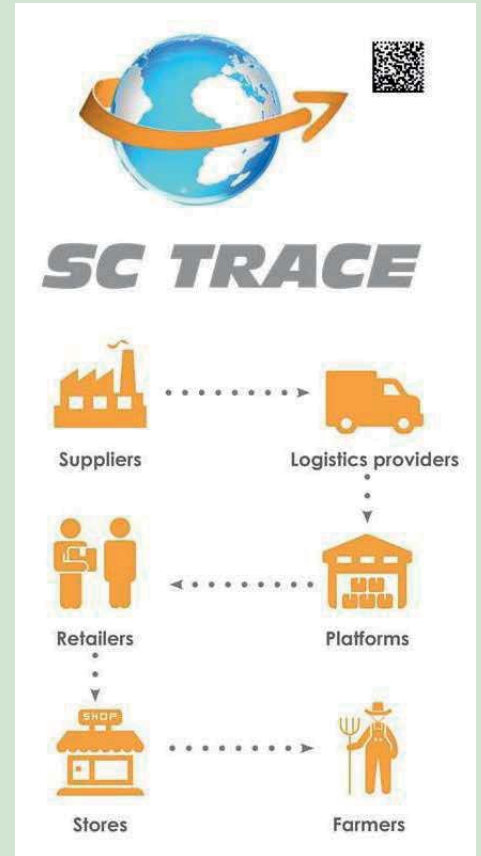 SC TRACE
Suppliers
Logistics providers
Retailers
Platforms
SHOP
Stores
Farmers